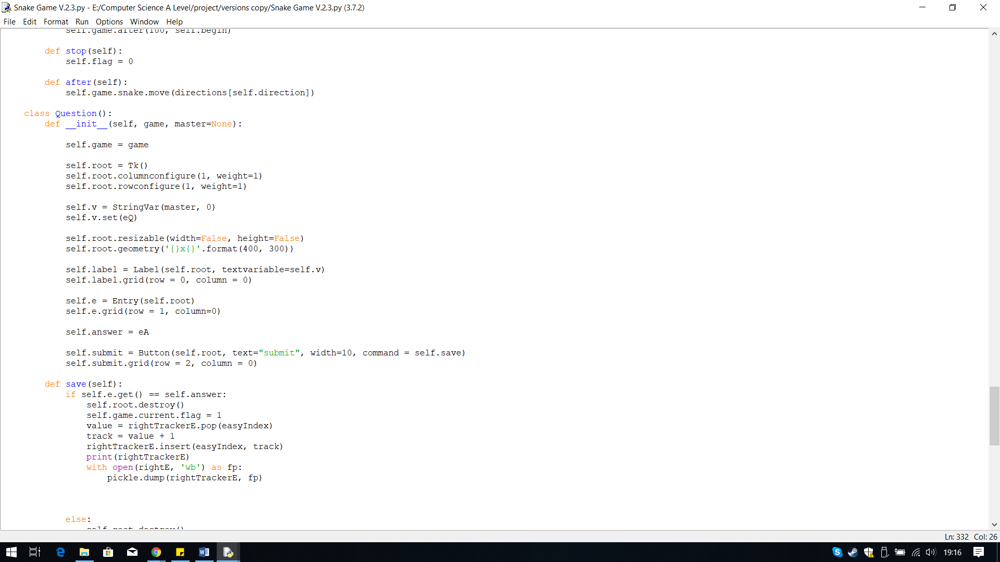 Snake Game V.2.3.py - E:/Computer Science A Level/project/versions copy/Snake Game V.2.3.py (3.7.2)
File Edit Format Run Options Window Help
self.game.after(100, self.begin)
def stop(self):
self.flag = 0
def after(self):
self.game.snake.move(directions[self.direction])
class Question():
def __init__(self, game, master=None):
self.game = game
self.root = Tk()
self.root.columnconfigure(1, weight=1)
self.root.rowconfigure(1, weight=1)
self.v = StringVar(master, 0)
self.v.set(eQ)
self.root.resizable(width=False, height=False)
self.root.geometry('{}x{}'.format(400, 300))
self.label = Label(self.root, textvariable=self.v)
self.label.grid(row = 0, column = 0)
self.e = Entry(self.root)
self.e.grid(row = 1, column=0)
self.answer = eA
self.submit = Button(self.root, text="submit", width=10, command = self.save)
self.submit.grid(row = 2, column = 0)
def save(self):
if self.e.get() == self.answer:
self.root.destroy()
self.game.current.flag = 1
value = rightTrackerE.pop(easyIndex)
track = value + 1
rightTrackerE.insert(easyIndex, track)
print(rightTrackerE)
with open(rightE, 'wb') as fp:
pickle.dump(rightTrackerE, fp)
else:
self.root.destroy()
Ln: 332 Col: 26
19:16